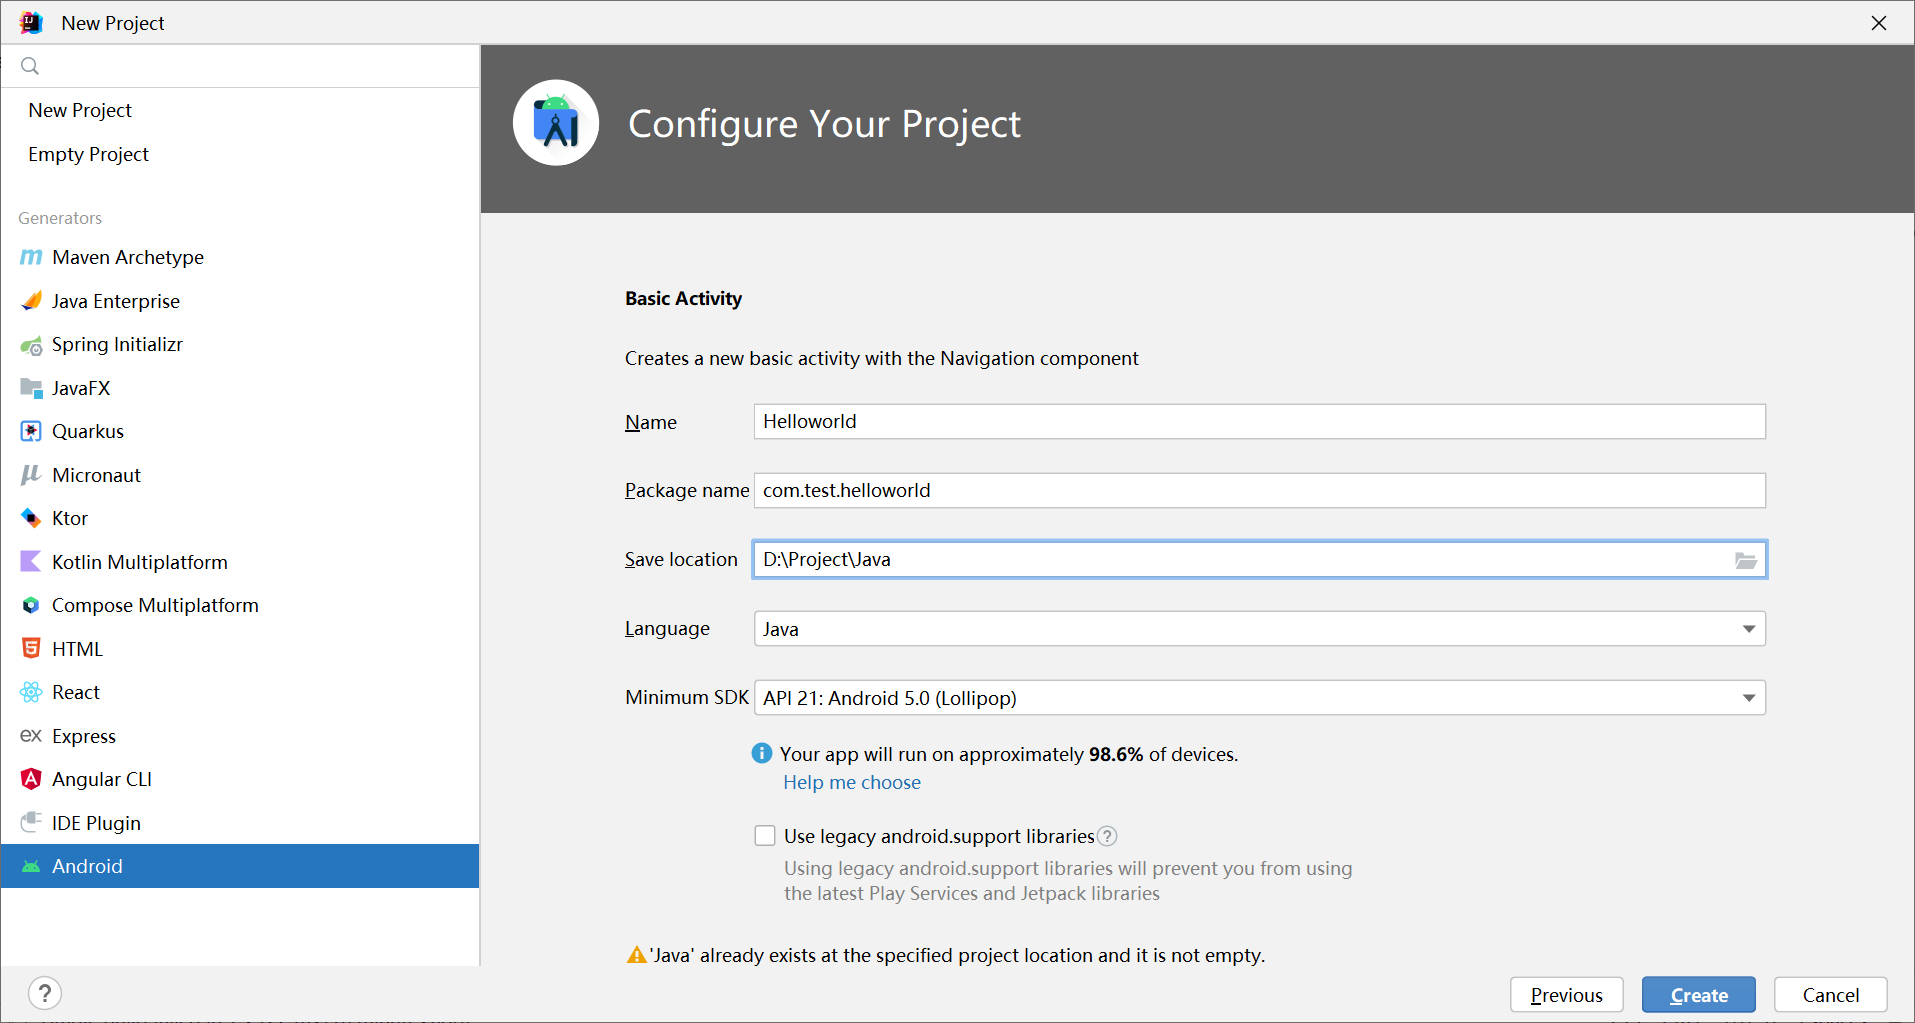 New Project
New Project
Empty Project
Generators
Maven Archetype
Java Enterprise
Spring Initializr
JavaFX
Quarkus
Micronaut
Ktor
Kotlin Multiplatform
Compose Multiplatform
HTML
React
ex Express
Angular CLI
IDE Plugin
Android
Configure Your Project
Basic Activity
Creates a new basic activity with the Navigation component
Name Helloworld
Package name com.test.helloworld
Save location D:\Project\Java
Language Java
Minimum SDK API 21: Android 5.0 (Lollipop)
Your app will run on approximately 98.6% of devices.
Help me choose
Use legacy android.support libraries
Using legacy android.support libraries will prevent you from using
the latest Play Services and Jetpack libraries
'Java' already exists at the specified project location and it is not empty.
? Previous Create Cancel